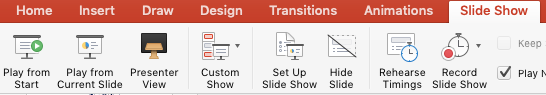 Home Insert Draw Design Transitions Animations Slide Show
Play from Play from Presenter Custom Set Up Hide Rehearse Record Keep
Start Current Slide View Show Slide Show Slide Timings Slide Show Play N